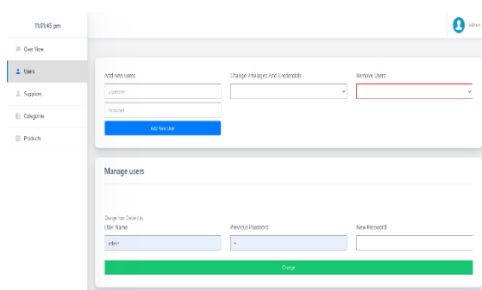 11:01:45 pm
admin
Over View
Users
Suppliers
Categories
Products
Add new users
Change Privilages And Credentials
Remove Users
Username
Password
Add New User
Manage users
Change Your Credentials
User Name
Previous Password
New Password
admin
Change